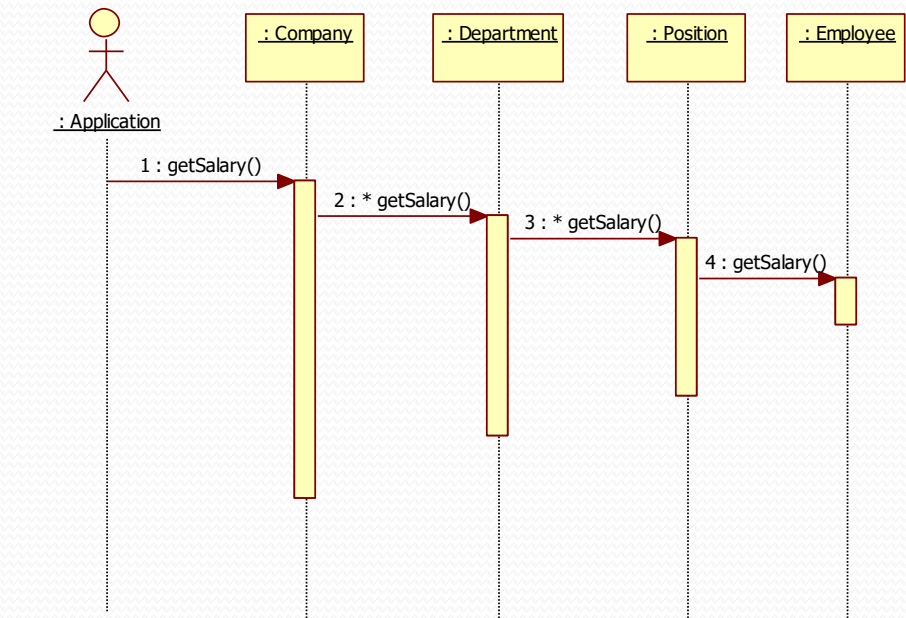 : Company
: Department
: Position
: Employee
: Application
1 : getSalary()
2 : * getSalary()
3 : * getSalary()
4 : getSalary()